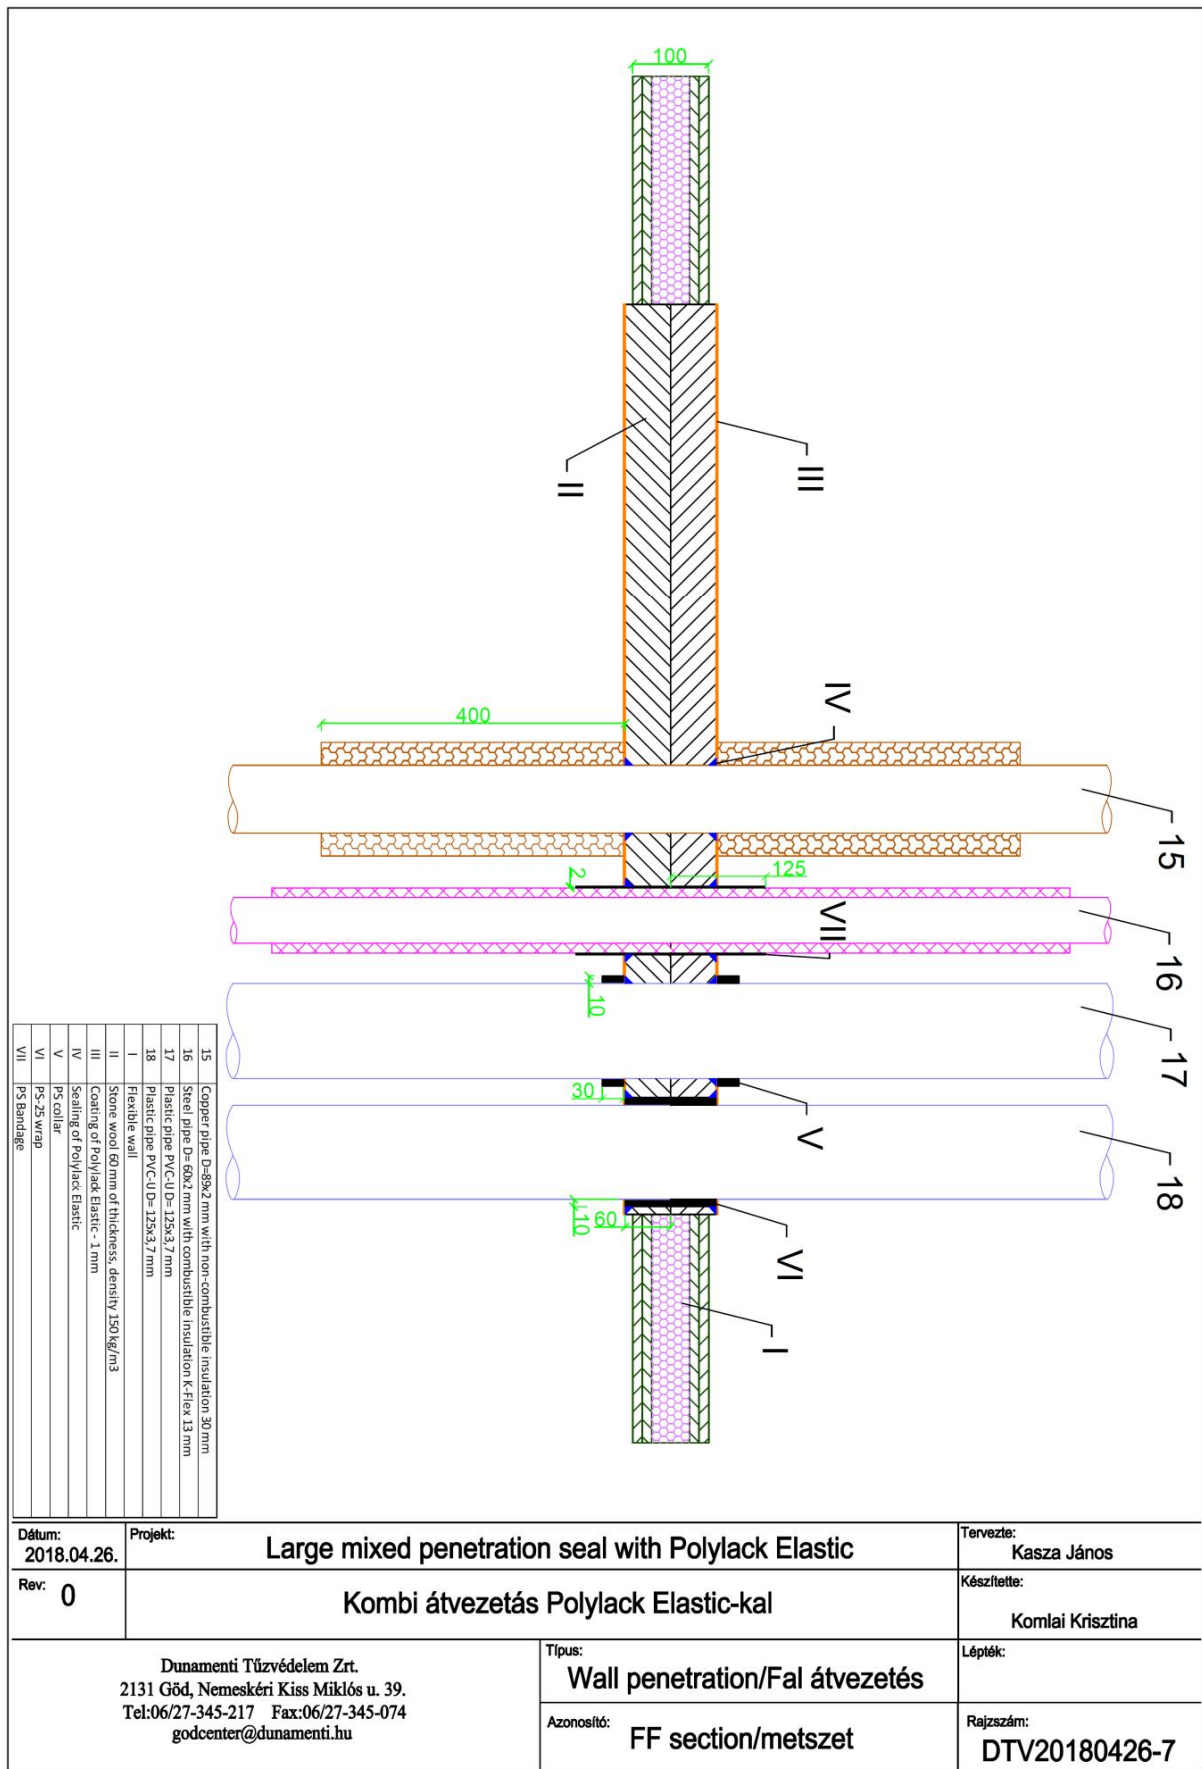 100
III
II
IV
400
15
125
2
VII
16
10
17
30
V
18
10
60
VI
I
15 Copper pipe D=89x2 mm with non-combustible insulation 30 mm
16 Steel pipe D= 60x2 mm with combustible insulation K-Flex 13 mm
17 Plastic pipe PVC-U D= 125x3,7 mm
18 Plastic pipe PVC-U D= 125x3,7 mm
I Flexible wall
II Stone wool 60 mm of thickness, density 150 kg/m3
III Coating of Polylack Elastic - 1 mm
IV Sealing of Polylack Elastic
V PS collar
VI PS-25 wrap
VII PS Bandage
Dátum:
2018.04.26.
Projekt:
Large mixed penetration seal with Polylack Elastic
Tervezte:
Kasza János
Rev: 0
Kombi átvezetás Polylack Elastic-kal
Készítette:
Komlai Krisztina
Dunamenti Tűzvédelem Zrt.
2131 Göd, Nemeskéri Kiss Miklós u. 39.
Tel:06/27-345-217 Fax:06/27-345-074
godcenter@dunamenti.hu
Típus:
Wall penetration/Fal átvezetés
Lépték:
Azonosító:
FF section/metszet
Rajzszám:
DTV20180426-7